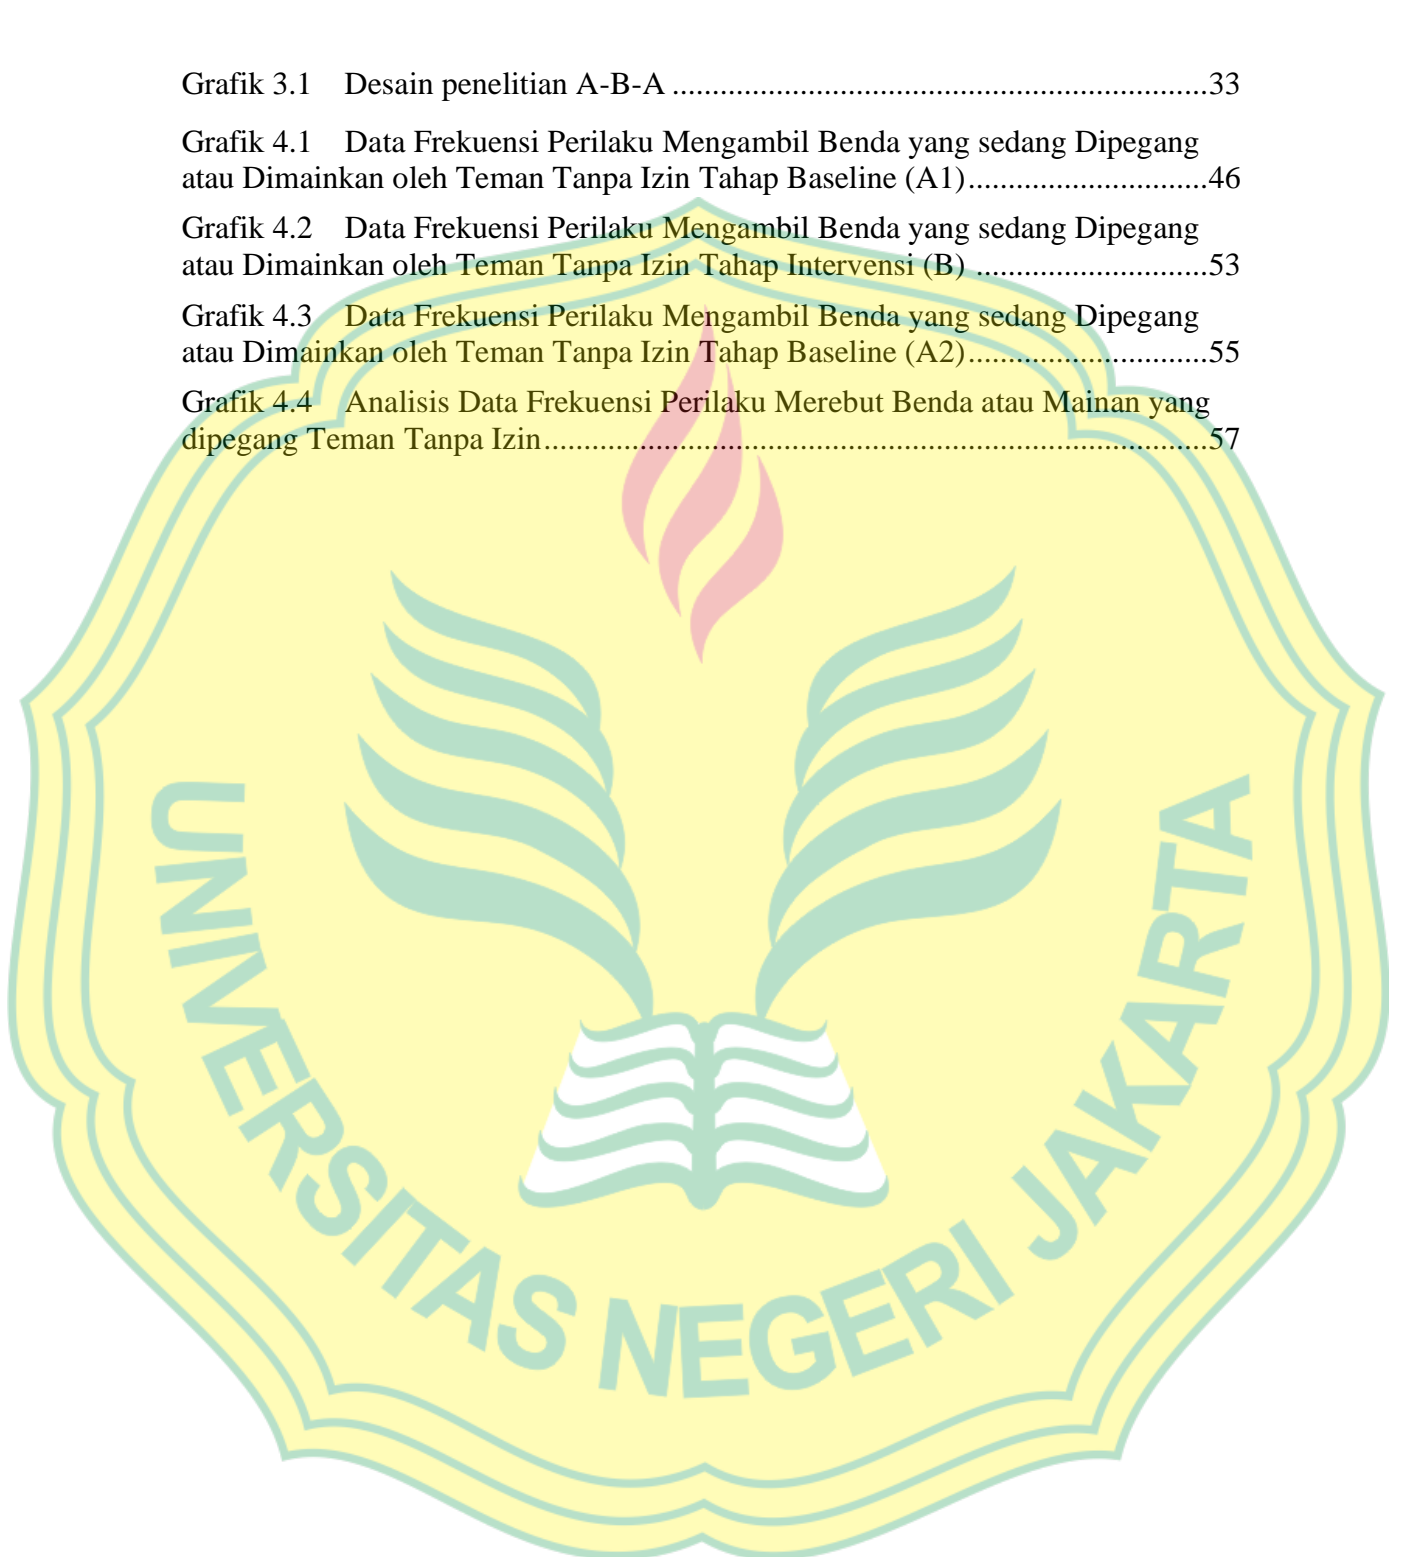 Grafik 3.1 Desain penelitian A-B-A ...................................................................33
Grafik 4.1 Data Frekuensi Perilaku Mengambil Benda yang sedang Dipegang
atau Dimainkan oleh Teman Tanpa Izin Tahap Baseline (A1)..............................46
Grafik 4.2 Data Frekuensi Perilaku Mengambil Benda yang sedang Dipegang
atau Dimainkan oleh Teman Tanpa Izin Tahap Intervensi (B) .............................53
Grafik 4.3 Data Frekuensi Perilaku Mengambil Benda yang sedang Dipegang
atau Dimainkan oleh Teman Tanpa Izin Tahap Baseline (A2)..............................55
Grafik 4.4 Analisis Data Frekuensi Perilaku Merebut Benda atau Mainan yang
dipegang Teman Tanpa Izin...................................................................................57
UNIVERSITAS NEGERI JAKARTA